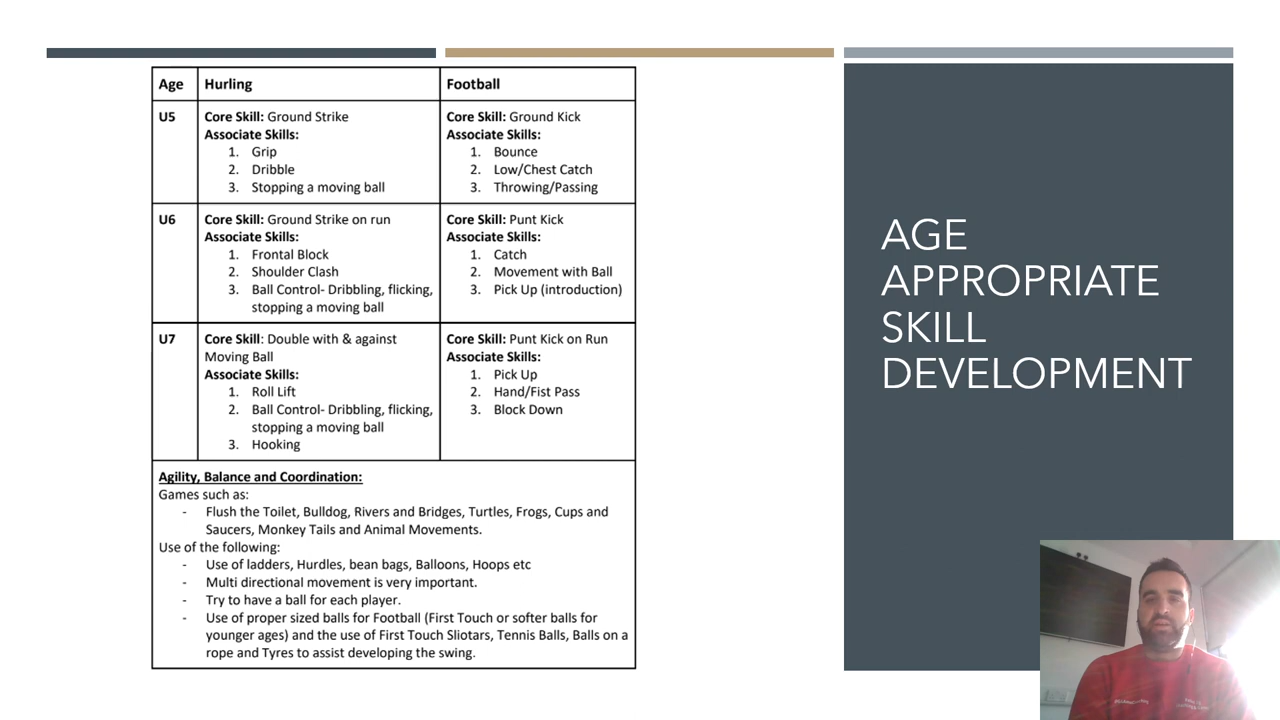 Age Hurling Football
U5 Core Skill: Ground Strike
Associate Skills:
1. Grip
2. Dribble
3. Stopping a moving ball
Core Skill: Ground Kick
Associate Skills:
1. Bounce
2. Low/Chest Catch
3. Throwing/Passing
U6 Core Skill: Ground Strike on run
Associate Skills:
1. Frontal Block
2. Shoulder Clash
3. Ball Control- Dribbling, flicking,
stopping a moving ball
Core Skill: Punt Kick
Associate Skills:
1. Catch
2. Movement with Ball
3. Pick Up (introduction)
U7 Core Skill: Double with & against
Moving Ball
Associate Skills:
1. Roll Lift
2. Ball Control- Dribbling, flicking,
stopping a moving ball
3. Hooking
Core Skill: Punt Kick on Run
Associate Skills:
1. Pick Up
2. Hand/Fist Pass
3. Block Down
Agility, Balance and Coordination:
Games such as:
- Flush the Toilet, Bulldog, Rivers and Bridges, Turtles, Frogs, Cups and
Saucers, Monkey Tails and Animal Movements.
Use of the following:
- Use of ladders, Hurdles, bean bags, Balloons, Hoops etc
- Multi directional movement is very important.
- Try to have a ball for each player.
- Use of proper sized balls for Football (First Touch or softer balls for
younger ages) and the use of First Touch Sliotars, Tennis Balls, Balls on a
rope and Tyres to assist developing the swing.
AGE
APPROPRIATE
SKILL
DEVELOPMENT